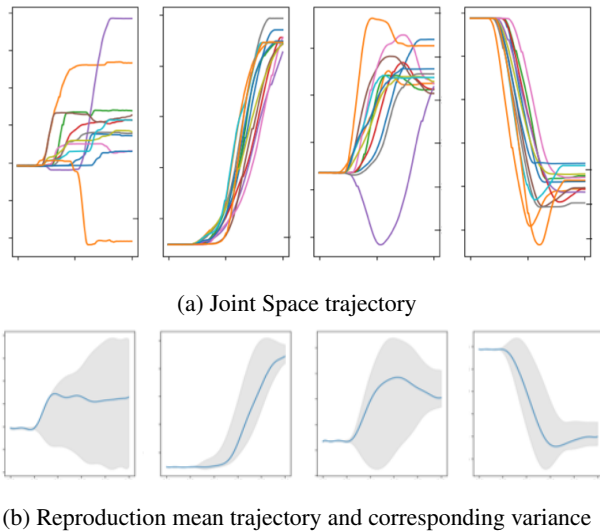 (a) Joint Space trajectory
(b) Reproduction mean trajectory and corresponding variance